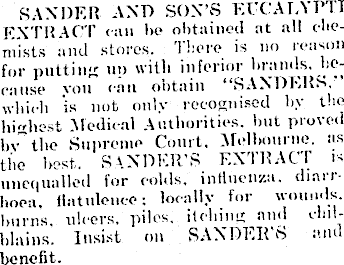 SANDER AND SON'S EUCALYPTI
EXTRACT can be obtained at all che-
mists and stores. There is no reason
for putting up with inferior brands, be-
cause you can obtain "SANDERS,"
which is not only recognised by the
highest Medical Authorities, but proved
by the Supreme Court, Melbourne, as
the best. SANDER'S EXTRACT is
unequalled for colds, influenza, diarr-
hoea, flatulence; locally for wounds,
burns, ulcers, piles, itching and chil-
blains. Insist on SANDER'S and
benefit.